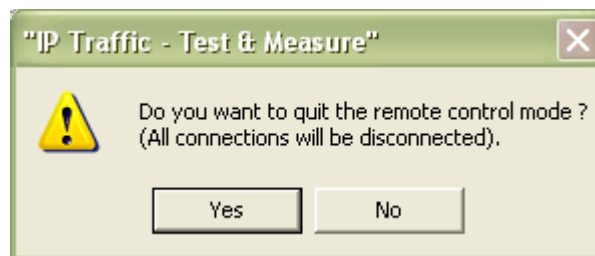 "IP Traffic - Test & Measure"
Do you want to quit the remote control mode ?
(All connections will be disconnected).
Yes
No